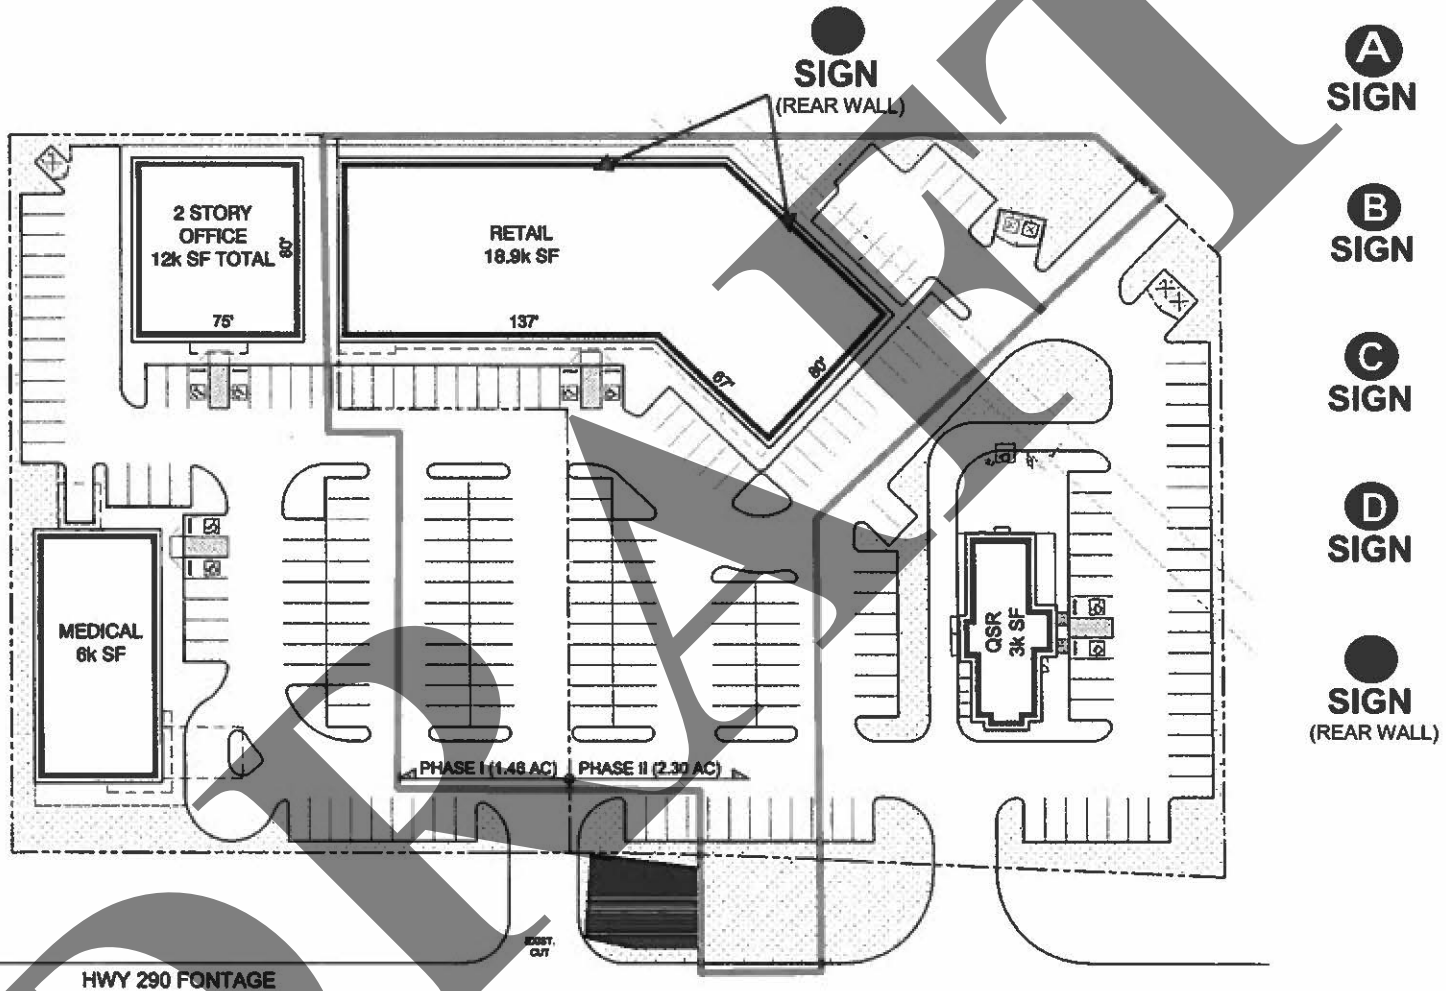 SIGN
(REAR WALL)
A
SIGN
B
SIGN
C
SIGN
D
SIGN
SIGN
(REAR WALL)
2 STORY
OFFICE
12k SF TOTAL
80'
75'
RETAIL
18.9k SF
137'
67'
80'
MEDICAL
6k SF
QSR
3k SF
PHASE I (1.46 AC)
PHASE II (2.30 AC)
EXIST.
CUT
HWY 290 FONTAGE
DRAFT